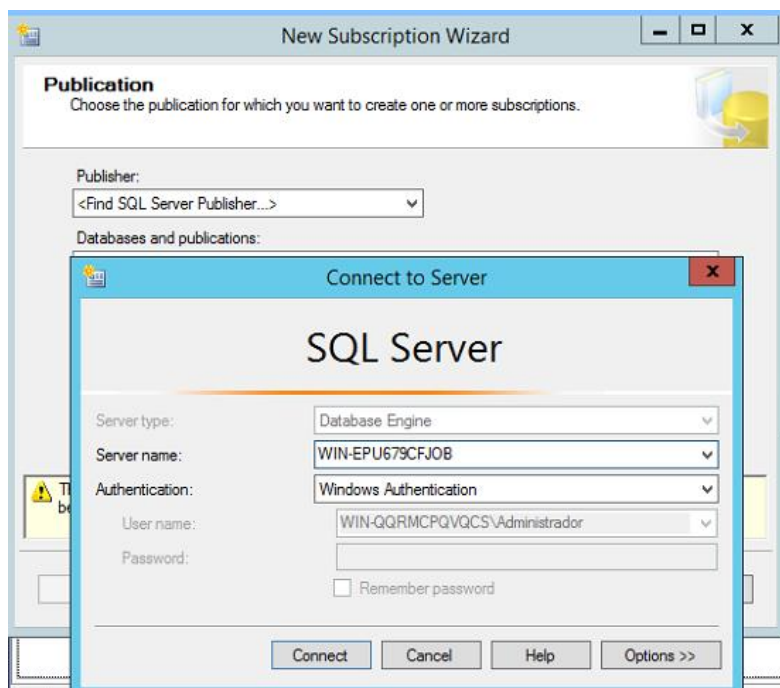 New Subscription Wizard
Publication
Choose the publication for which you want to create one or more subscriptions.
Publisher:
<Find SQL Server Publisher...>
Databases and publications:
Connect to Server
SQL Server
Server type:
Database Engine
Server name:
WIN-EPU679CFJOB
Authentication:
Windows Authentication
User name:
WIN-QQRMCPQVQCS\Administrador
Password:
Remember password
Connect
Cancel
Help
Options >>